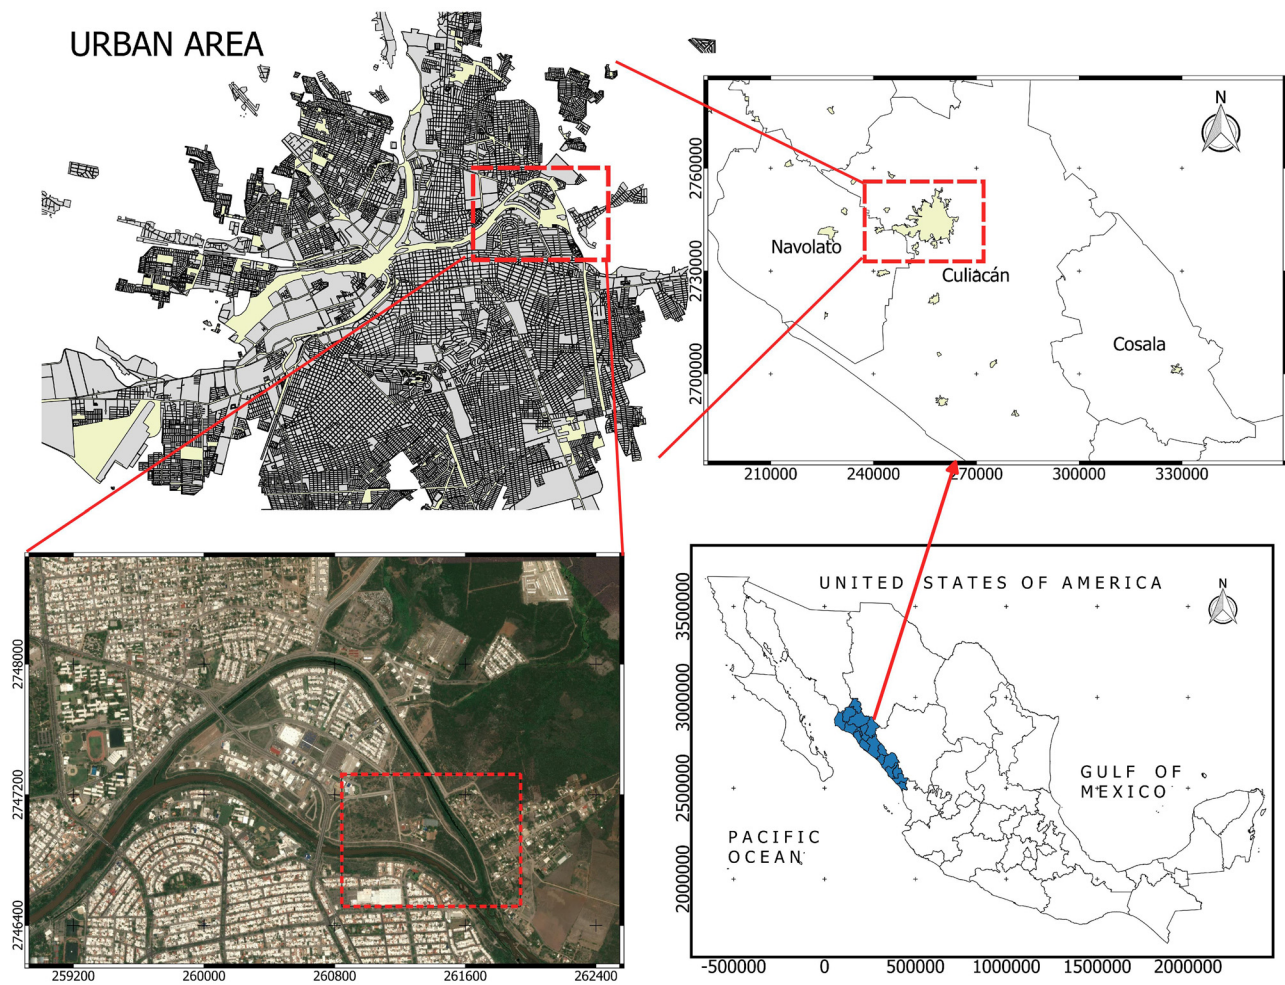 URBAN AREA
N
2760000
2730000
2700000
Navolato
Culiacán
Cosala
210000 240000 270000 300000 330000
2748000
2747200
2746400
259200 260000 260800 261600 262400
UNITED STATES OF AMERICA
N
3500000
3000000
2500000
2000000
GULF OF
MEXICO
PACIFIC
OCEAN
-500000 0 500000 1000000 1500000 2000000